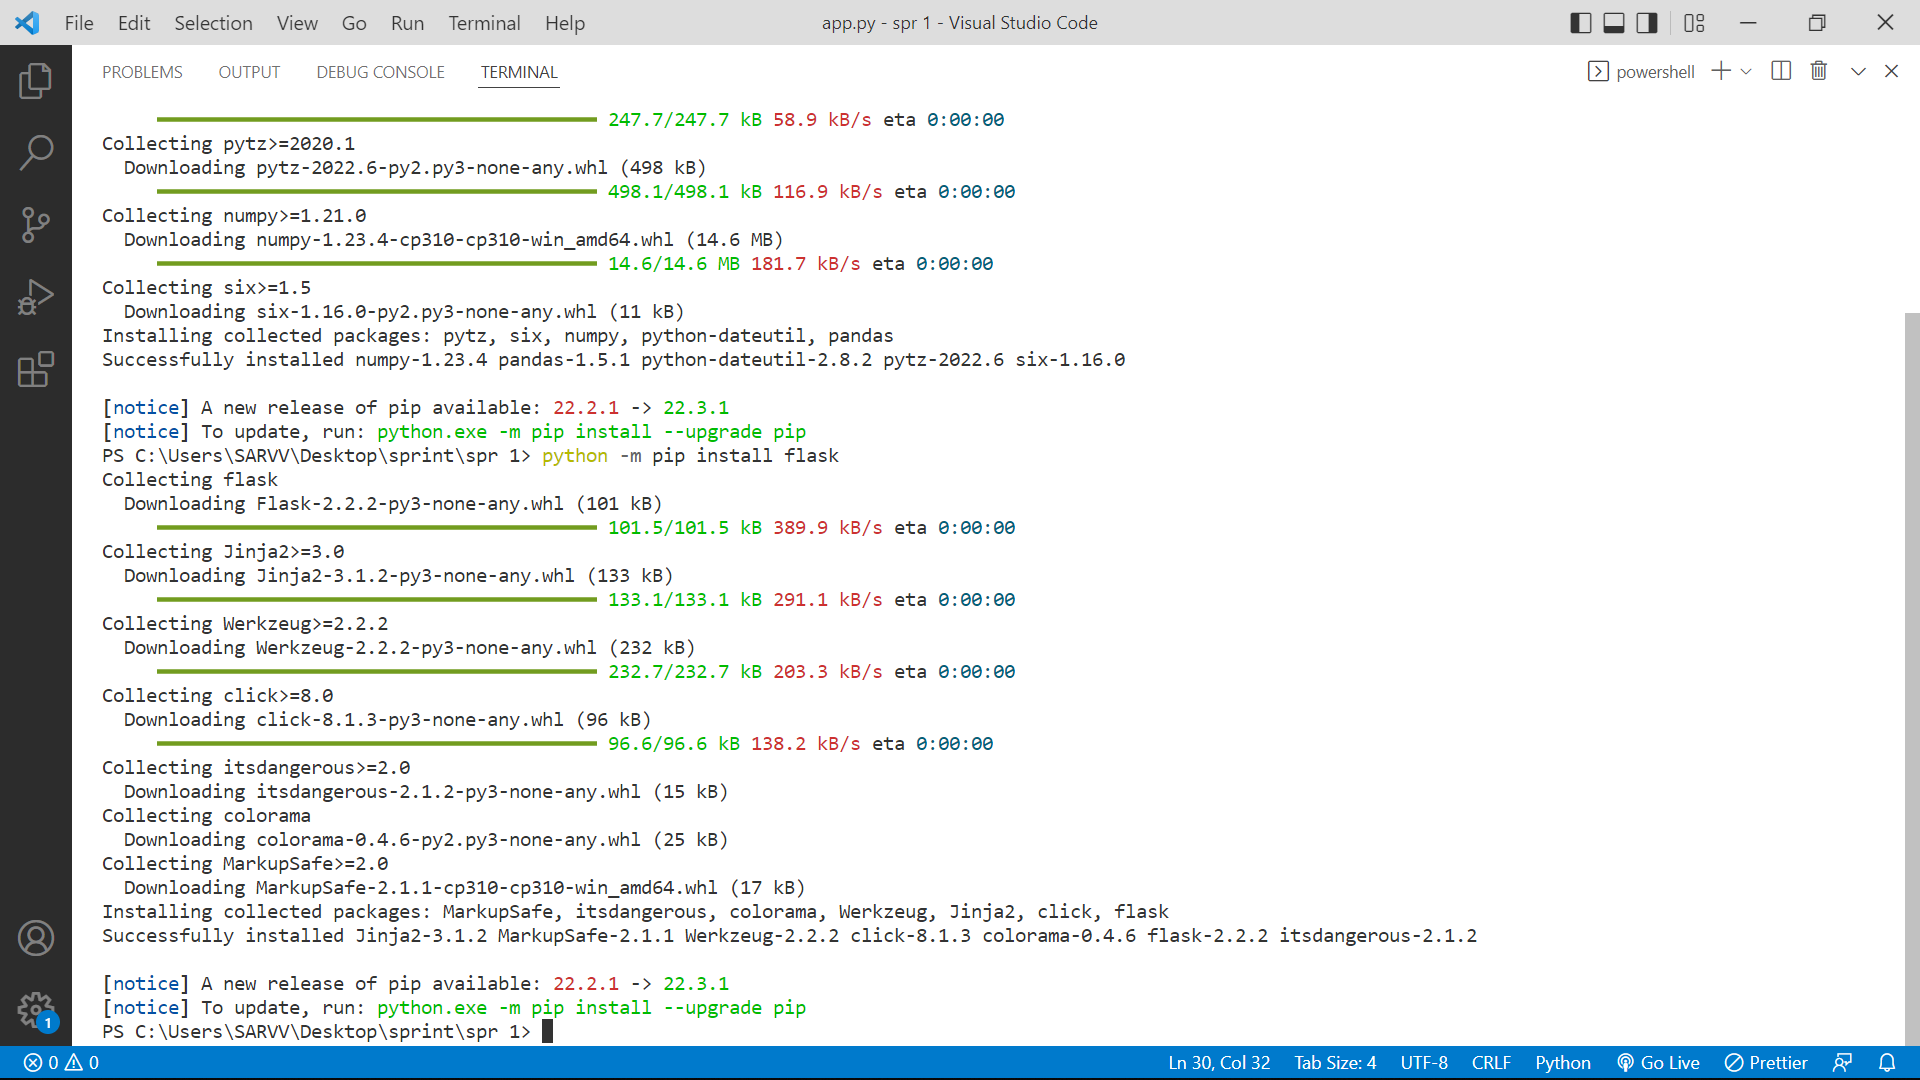 File Edit Selection View Go Run Terminal Help app.py - spr 1 - Visual Studio Code
PROBLEMS OUTPUT DEBUG CONSOLE TERMINAL powershell
247.7/247.7 kB 58.9 kB/s eta 0:00:00
Collecting pytz>=2020.1
Downloading pytz-2022.6-py2.py3-none-any.whl (498 kB)
498.1/498.1 kB 116.9 kB/s eta 0:00:00
Collecting numpy>=1.21.0
Downloading numpy-1.23.4-cp310-cp310-win_amd64.whl (14.6 MB)
14.6/14.6 MB 181.7 kB/s eta 0:00:00
Collecting six>=1.5
Downloading six-1.16.0-py2.py3-none-any.whl (11 kB)
Installing collected packages: pytz, six, numpy, python-dateutil, pandas
Successfully installed numpy-1.23.4 pandas-1.5.1 python-dateutil-2.8.2 pytz-2022.6 six-1.16.0
[notice] A new release of pip available: 22.2.1 -> 22.3.1
[notice] To update, run: python.exe -m pip install --upgrade pip
PS C:\Users\SARVV\Desktop\sprint\spr 1> python -m pip install flask
Collecting flask
Downloading Flask-2.2.2-py3-none-any.whl (101 kB)
101.5/101.5 kB 389.9 kB/s eta 0:00:00
Collecting Jinja2>=3.0
Downloading Jinja2-3.1.2-py3-none-any.whl (133 kB)
133.1/133.1 kB 291.1 kB/s eta 0:00:00
Collecting Werkzeug>=2.2.2
Downloading Werkzeug-2.2.2-py3-none-any.whl (232 kB)
232.7/232.7 kB 203.3 kB/s eta 0:00:00
Collecting click>=8.0
Downloading click-8.1.3-py3-none-any.whl (96 kB)
96.6/96.6 kB 138.2 kB/s eta 0:00:00
Collecting itsdangerous>=2.0
Downloading itsdangerous-2.1.2-py3-none-any.whl (15 kB)
Collecting colorama
Downloading colorama-0.4.6-py2.py3-none-any.whl (25 kB)
Collecting MarkupSafe>=2.0
Downloading MarkupSafe-2.1.1-cp310-cp310-win_amd64.whl (17 kB)
Installing collected packages: MarkupSafe, itsdangerous, colorama, Werkzeug, Jinja2, click, flask
Successfully installed Jinja2-3.1.2 MarkupSafe-2.1.1 Werkzeug-2.2.2 click-8.1.3 colorama-0.4.6 flask-2.2.2 itsdangerous-2.1.2
[notice] A new release of pip available: 22.2.1 -> 22.3.1
[notice] To update, run: python.exe -m pip install --upgrade pip
PS C:\Users\SARVV\Desktop\sprint\spr 1>
1
0 0 Ln 30, Col 32 Tab Size: 4 UTF-8 CRLF Python Go Live Prettier